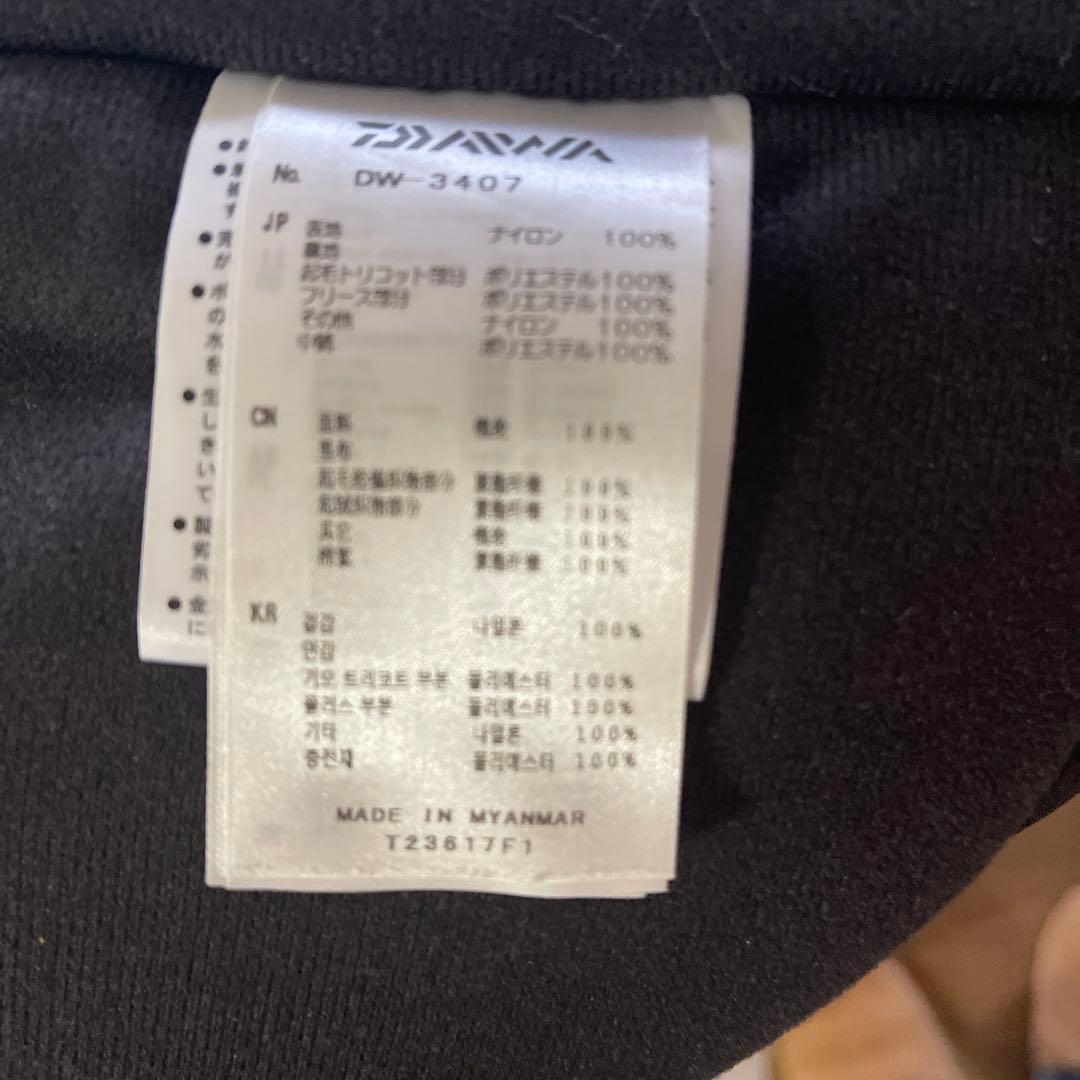 DAIWA
No. DW-3407
JP 表地 ナイロン 100%
裏地
起毛トリコット部分 ポリエステル100%
フリース部分 ポリエステル100%
その他 ナイロン 100%
中綿 ポリエステル100%
CN 面料 锦纶 100%
里布
100%
100%
其它 锦纶 100%
100%
KR 겉감 나일론 100%
안감
기모 트리코트 부분 폴리에스터 100%
플리스 부분 폴리에스터 100%
기타 나일론 100%
충전재 폴리에스터 100%
MADE IN MYANMAR
T23617F1